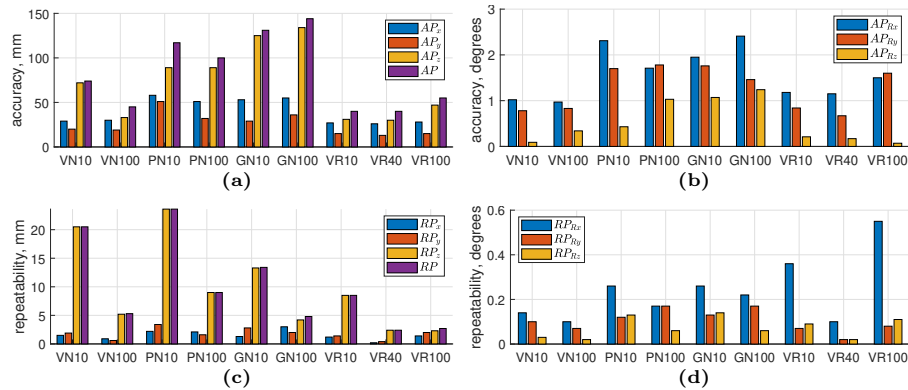 150
100
50
0
accuracy, mm
AP_x
AP_y
AP_z
AP
VN10 VN100 PN10 PN100 GN10 GN100 VR10 VR40 VR100
(a)
3
2
1
0
accuracy, degrees
AP_Rx
AP_Ry
AP_Rz
VN10 VN100 PN10 PN100 GN10 GN100 VR10 VR40 VR100
(b)
20
15
10
5
0
repeatability, mm
RP_x
RP_y
RP_z
RP
VN10 VN100 PN10 PN100 GN10 GN100 VR10 VR40 VR100
(c)
0.6
0.4
0.2
0
repeatability, degrees
RP_Rx
RP_Ry
RP_Rz
VN10 VN100 PN10 PN100 GN10 GN100 VR10 VR40 VR100
(d)